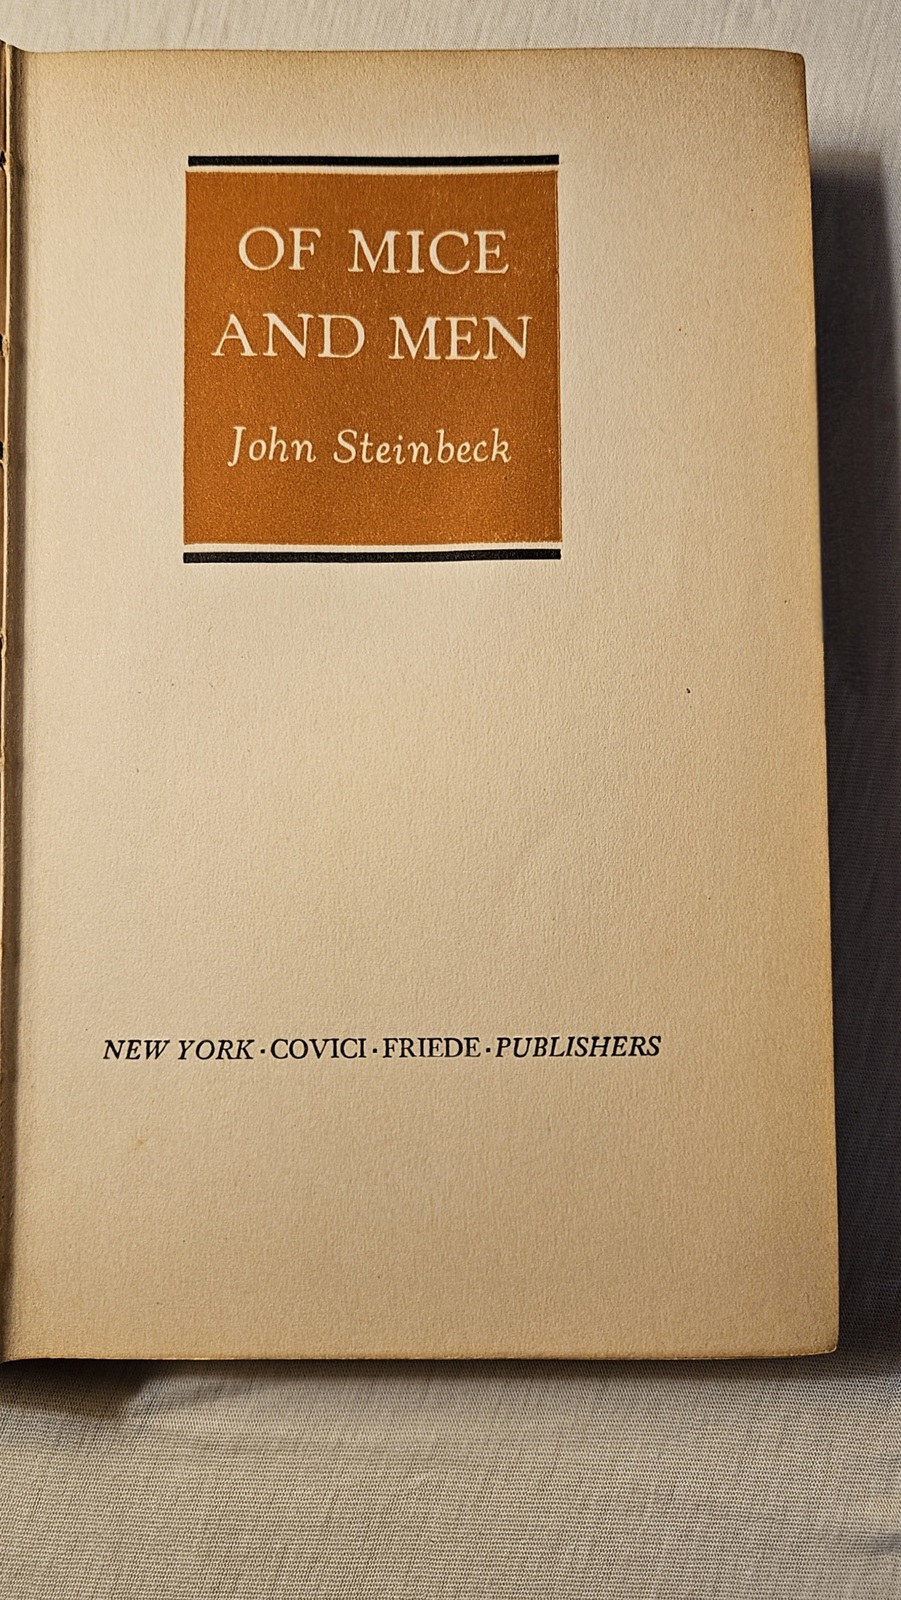 OF MICE
AND MEN
John Steinbeck
NEW YORK · COVICI · FRIEDE · PUBLISHERS